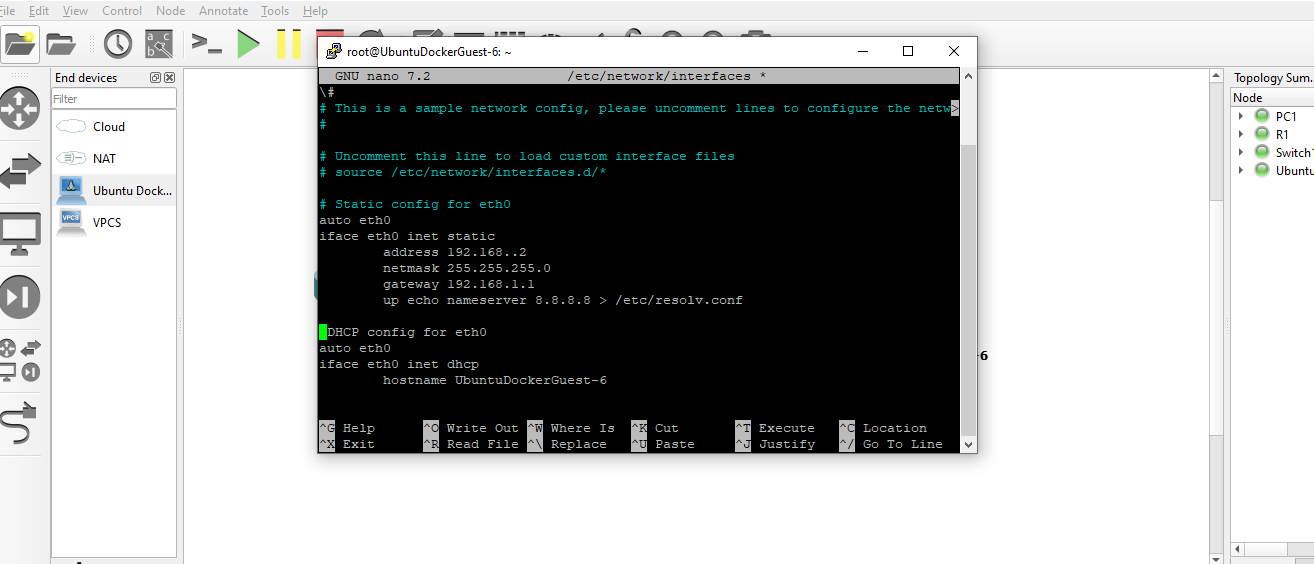 File Edit View Control Node Annotate Tools Help
root@UbuntuDockerGuest-6: ~
End devices
Filter
Cloud
NAT
Ubuntu Dock...
VPCS
VPCS
GNU nano 7.2 /etc/network/interfaces *
\#
# This is a sample network config, please uncomment lines to configure the netw>
#
# Uncomment this line to load custom interface files
# source /etc/network/interfaces.d/*
# Static config for eth0
auto eth0
iface eth0 inet static
address 192.168..2
netmask 255.255.255.0
gateway 192.168.1.1
up echo nameserver 8.8.8.8 > /etc/resolv.conf
DHCP config for eth0
auto eth0
iface eth0 inet dhcp
hostname UbuntuDockerGuest-6
^G Help ^O Write Out ^W Where Is ^K Cut ^T Execute ^C Location
^X Exit ^R Read File ^\ Replace ^U Paste ^J Justify ^/ Go To Line
-6
Topology Sum...
Node
PC1
R1
Switch1
Ubuntu